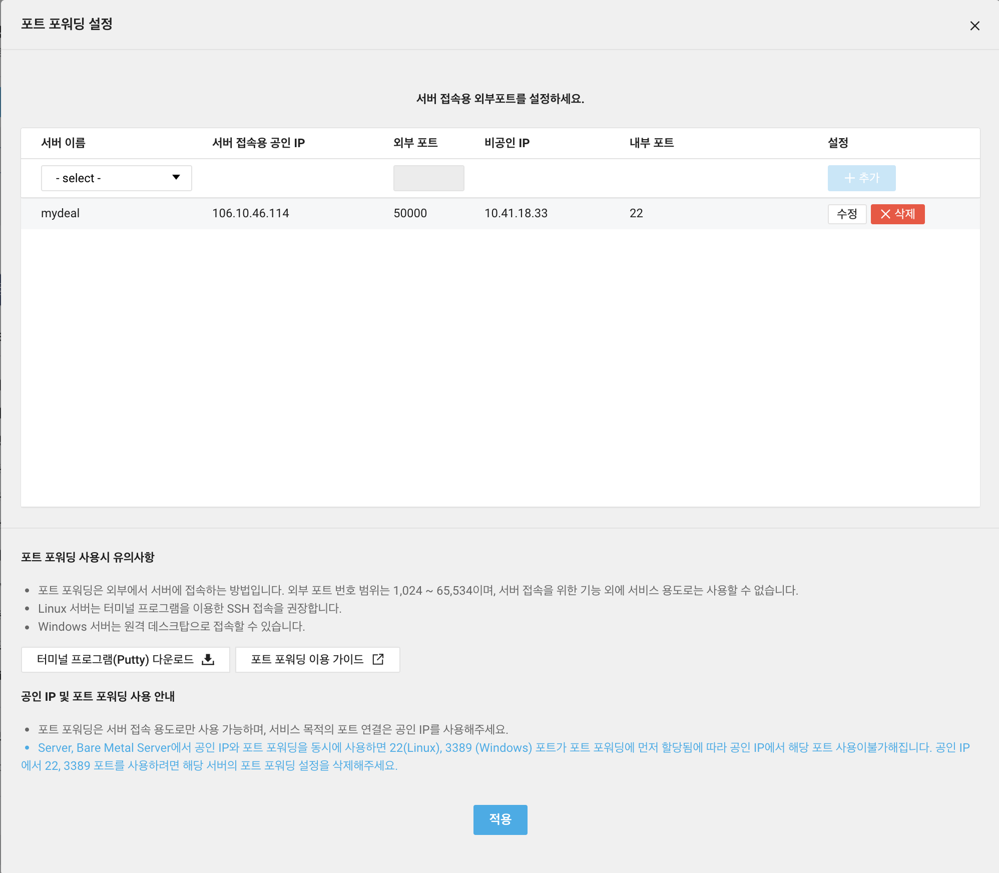 포트 포워딩 설정
서버 접속용 외부포트를 설정하세요.
서버 이름 서버 접속용 공인 IP 외부 포트 비공인 IP 내부 포트 설정
- select - 추가
mydeal 106.10.46.114 50000 10.41.18.33 22 수정 삭제
포트 포워딩 사용시 유의사항
• 포트 포워딩은 외부에서 서버에 접속하는 방법입니다. 외부 포트 번호 범위는 1,024 ~ 65,534이며, 서버 접속을 위한 기능 외에 서비스 용도로는 사용할 수 없습니다.
• Linux 서버는 터미널 프로그램을 이용한 SSH 접속을 권장합니다.
• Windows 서버는 원격 데스크탑으로 접속할 수 있습니다.
터미널 프로그램(Putty) 다운로드 포트 포워딩 이용 가이드
공인 IP 및 포트 포워딩 사용 안내
• 포트 포워딩은 서버 접속 용도로만 사용 가능하며, 서비스 목적의 포트 연결은 공인 IP를 사용해주세요.
• Server, Bare Metal Server에서 공인 IP와 포트 포워딩을 동시에 사용하면 22(Linux), 3389 (Windows) 포트가 포트 포워딩에 먼저 할당됨에 따라 공인 IP에서 해당 포트 사용이불가해집니다. 공인 IP
에서 22, 3389 포트를 사용하려면 해당 서버의 포트 포워딩 설정을 삭제해주세요.
적용